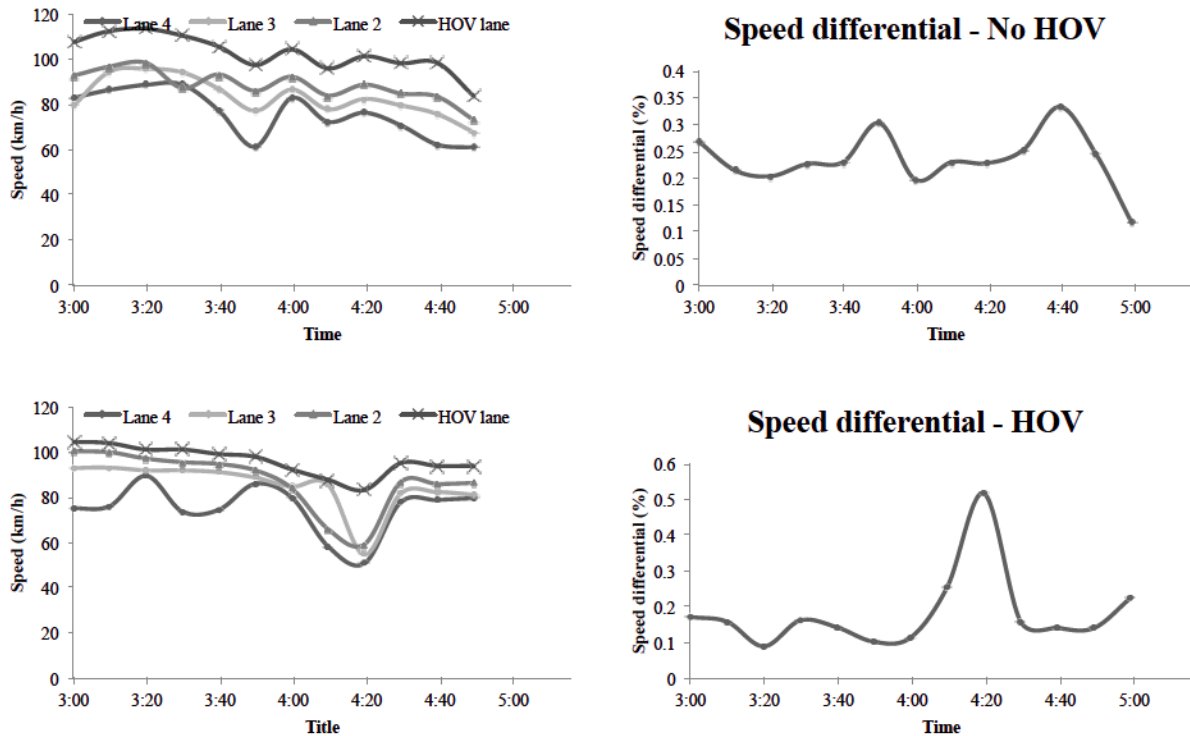 120
100
80
60
40
20
0
Speed (km/h)
Lane 4 Lane 3 Lane 2 HOV lane
3:00 3:20 3:40 4:00 4:20 4:40 5:00
Time
Speed differential - No HOV
0.4
0.35
0.3
0.25
0.2
0.15
0.1
0.05
0
Speed differential (%)
3:00 3:20 3:40 4:00 4:20 4:40 5:00
Time
120
100
80
60
40
20
0
Speed (km/h)
Lane 4 Lane 3 Lane 2 HOV lane
3:00 3:20 3:40 4:00 4:20 4:40 5:00
Title
Speed differential - HOV
0.6
0.5
0.4
0.3
0.2
0.1
0
Speed differential (%)
3:00 3:20 3:40 4:00 4:20 4:40 5:00
Time